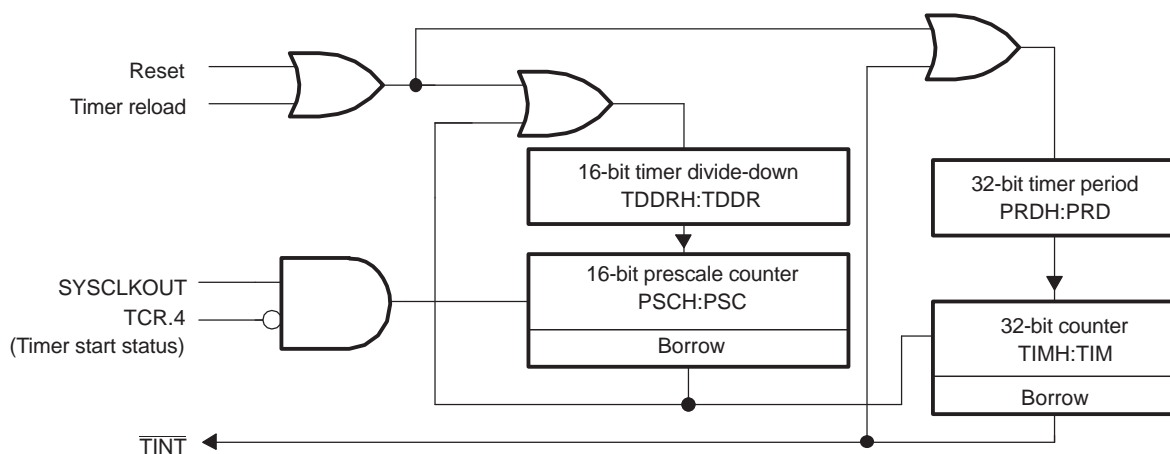 Reset
Timer reload
16-bit timer divide-down
TDDRH:TDDR
32-bit timer period
PRDH:PRD
SYSCLKOUT
TCR.4
(Timer start status)
16-bit prescale counter
PSCH:PSC
Borrow
32-bit counter
TIMH:TIM
Borrow
TINT